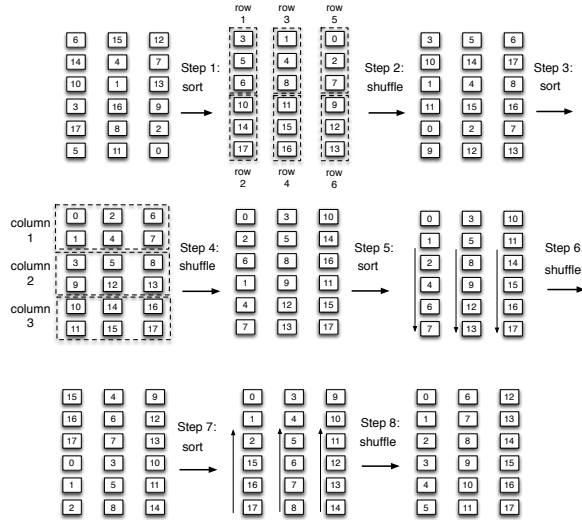 6 15 12
14 4 7
10 1 13
3 16 9
17 8 2
5 11 0
Step 1:
sort
row row row
1 3 5
3 1 0
5 4 2
6 8 7
10 11 9
14 15 12
17 16 13
row row row
2 4 6
Step 2:
shuffle
3 5 6
10 14 17
1 4 8
11 15 16
0 2 7
9 12 13
Step 3:
sort
column
1
column
2
column
3
0 2 6
1 4 7
3 5 8
9 12 13
10 14 16
11 15 17
Step 4:
shuffle
0 3 10
2 5 14
6 8 16
1 9 11
4 12 15
7 13 17
Step 5:
sort
0 3 10
1 5 11
2 8 14
4 9 15
6 12 16
7 13 17
Step 6:
shuffle
15 4 9
16 6 12
17 7 13
0 3 10
1 5 11
2 8 14
Step 7:
sort
0 3 9
1 4 10
2 5 11
15 6 12
16 7 13
17 8 14
Step 8:
shuffle
0 6 12
1 7 13
2 8 14
3 9 15
4 10 16
5 11 17